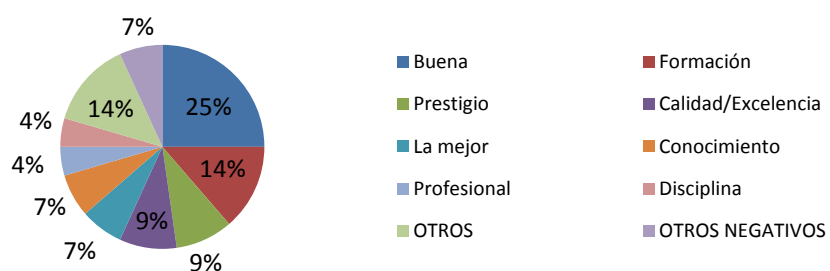 7%
14%
25%
4%
4%
14%
7%
9%
7%
9%
Buena
Formación
Prestigio
Calidad/Excelencia
La mejor
Conocimiento
Profesional
Disciplina
OTROS
OTROS NEGATIVOS